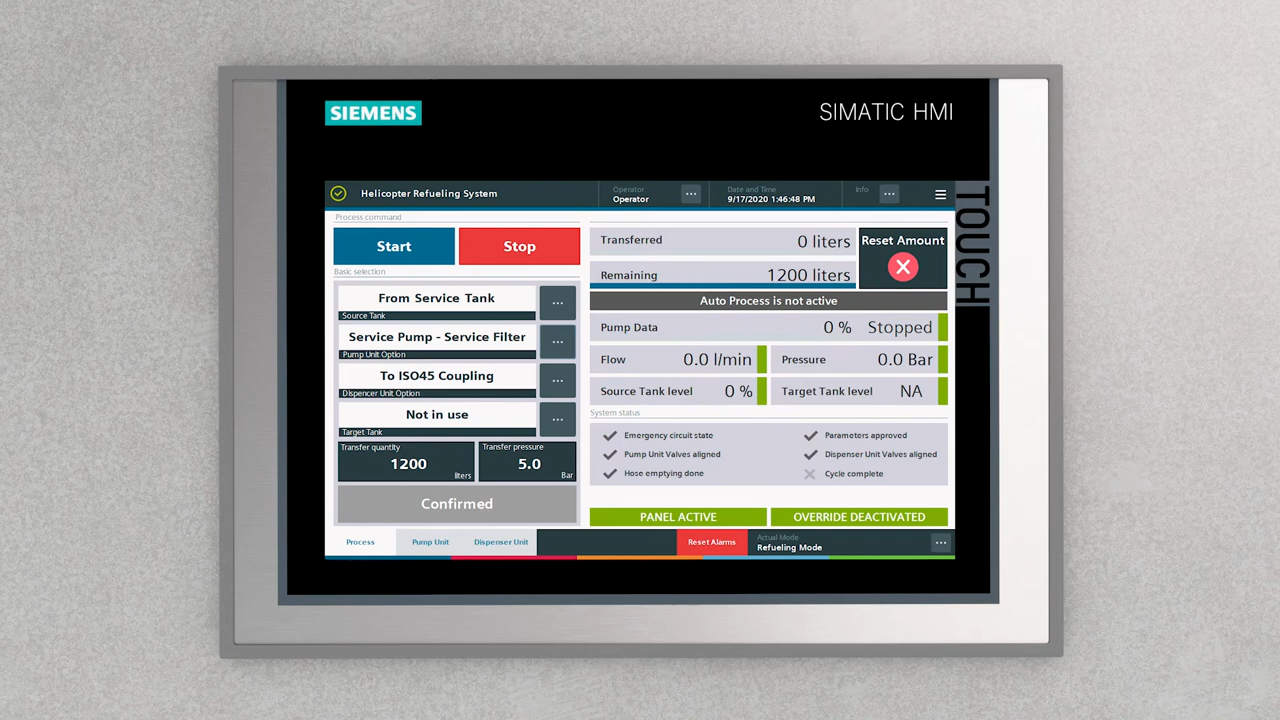 SIEMENS
SIMATIC HMI
TOUCH
Helicopter Refueling System
Operator
Operator
Date and Time
9/17/2020 1:46:48 PM
Info
Process command
Start
Stop
Basic selection
From Service Tank
Source Tank
Service Pump - Service Filter
Pump Unit Option
To ISO45 Coupling
Dispencer Unit Option
Not in use
Target Tank
Transfer quantity
1200
liters
Transfer pressure
5.0
Bar
Confirmed
Transferred 0 liters
Remaining 1200 liters
Reset Amount
Auto Process is not active
Pump Data 0 % Stopped
Flow 0.0 l/min
Pressure 0.0 Bar
Source Tank level 0 %
Target Tank level NA
System status
Emergency circuit state
Parameters approved
Pump Unit Valves aligned
Dispenser Unit Valves aligned
Hose emptying done
Cycle complete
PANEL ACTIVE
OVERRIDE DEACTIVATED
Process
Pump Unit
Dispenser Unit
Reset Alarms
Actual Mode
Refueling Mode